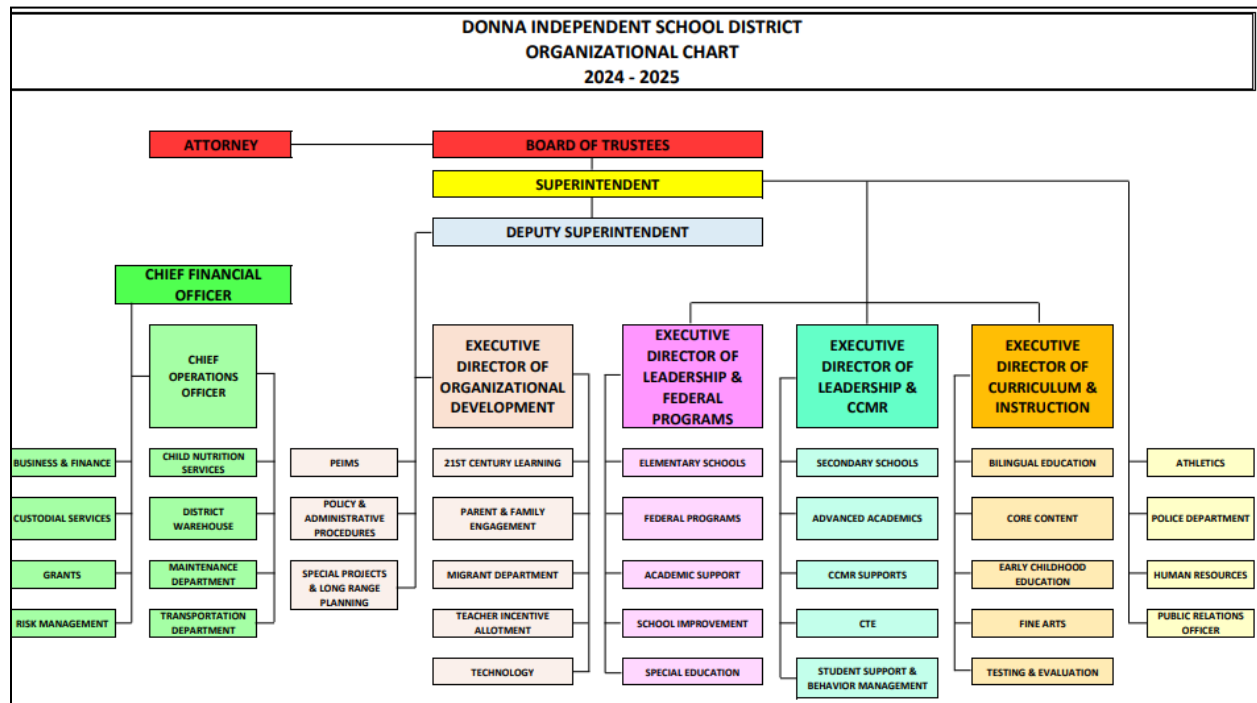 DONNA INDEPENDENT SCHOOL DISTRICT
ORGANIZATIONAL CHART
2024 - 2025
ATTORNEY
BOARD OF TRUSTEES
SUPERINTENDENT
DEPUTY SUPERINTENDENT
CHIEF FINANCIAL
OFFICER
CHIEF
OPERATIONS
OFFICER
EXECUTIVE
DIRECTOR OF
ORGANIZATIONAL
DEVELOPMENT
EXECUTIVE
DIRECTOR OF
LEADERSHIP &
FEDERAL
PROGRAMS
EXECUTIVE
DIRECTOR OF
LEADERSHIP &
CCMR
EXECUTIVE
DIRECTOR OF
CURRICULUM &
INSTRUCTION
BUSINESS & FINANCE
CHILD NUTRITION
SERVICES
PEIMS
21ST CENTURY LEARNING
ELEMENTARY SCHOOLS
SECONDARY SCHOOLS
BILINGUAL EDUCATION
ATHLETICS
CUSTODIAL SERVICES
DISTRICT
WAREHOUSE
POLICY &
ADMINISTRATIVE
PROCEDURES
PARENT & FAMILY
ENGAGEMENT
FEDERAL PROGRAMS
ADVANCED ACADEMICS
CORE CONTENT
POLICE DEPARTMENT
GRANTS
MAINTENANCE
DEPARTMENT
SPECIAL PROJECTS
& LONG RANGE
PLANNING
MIGRANT DEPARTMENT
ACADEMIC SUPPORT
CCMR SUPPORTS
EARLY CHILDHOOD
EDUCATION
HUMAN RESOURCES
RISK MANAGEMENT
TRANSPORTATION
DEPARTMENT
TEACHER INCENTIVE
ALLOTMENT
SCHOOL IMPROVEMENT
CTE
FINE ARTS
PUBLIC RELATIONS
OFFICER
TECHNOLOGY
SPECIAL EDUCATION
STUDENT SUPPORT &
BEHAVIOR MANAGEMENT
TESTING & EVALUATION